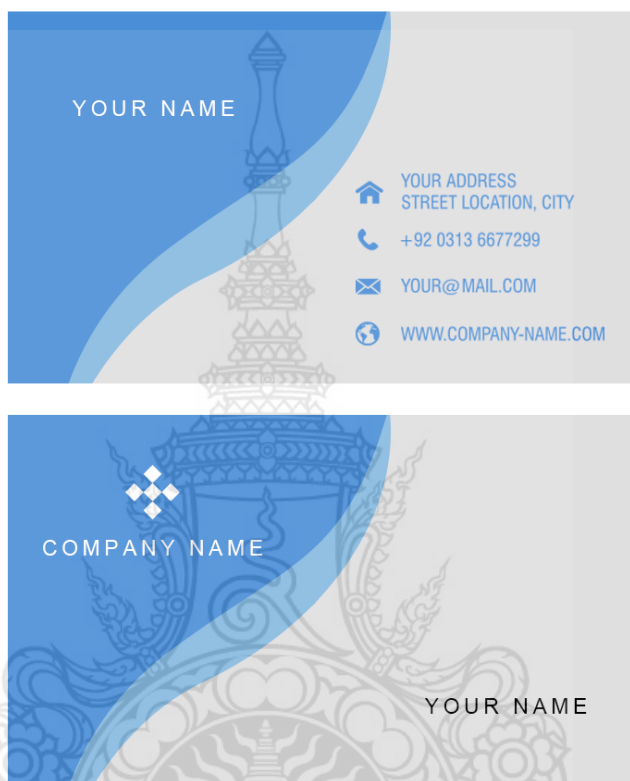 YOUR NAME
YOUR ADDRESS
STREET LOCATION, CITY
+92 0313 6677299
YOUR@MAIL.COM
WWW.COMPANY-NAME.COM
COMPANY NAME
YOUR NAME